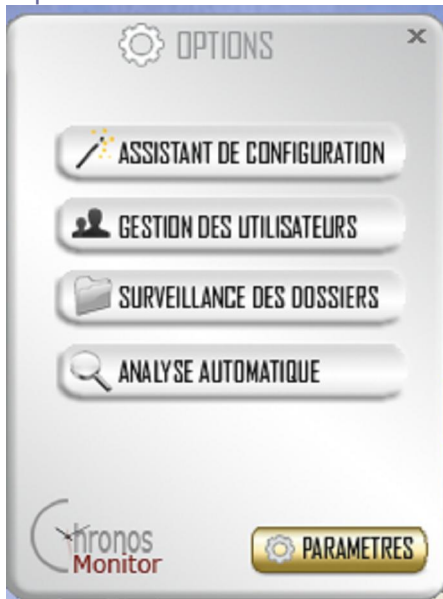 OPTIONS
X
ASSISTANT DE CONFIGURATION
GESTION DES UTILISATEURS
SURVEILLANCE DES DOSSIERS
ANALYSE AUTOMATIQUE
Chronos
Monitor
PARAMETRES